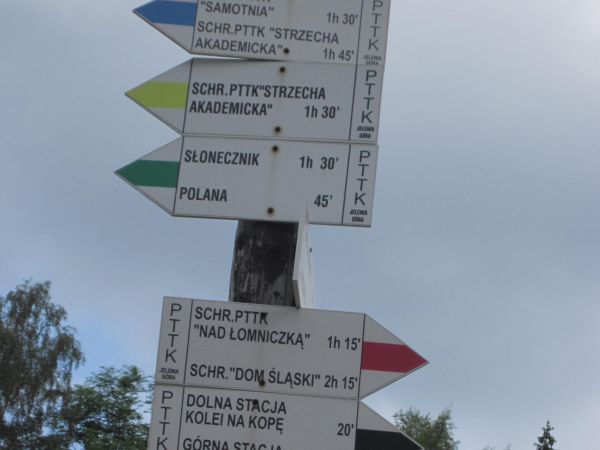 "SAMOTNIA" 1h 30'
SCHR.PTTK "STRZECHA
AKADEMICKA" 1h 45'
PTTK
JELENIA
GÓRA
SCHR.PTTK"STRZECHA
AKADEMICKA" 1h 30'
PTTK
JELENIA
GÓRA
SŁONECZNIK 1h 30'
POLANA 45'
PTTK
JELENIA
GÓRA
PTTK
JELENIA
GÓRA
SCHR.PTTK
"NAD ŁOMNICZKĄ" 1h 15'
SCHR."DOM ŚLĄSKI" 2h 15'
PTTK
DOLNA STACJA
KOLEI NA KOPĘ 20'
GÓRNA STACJA